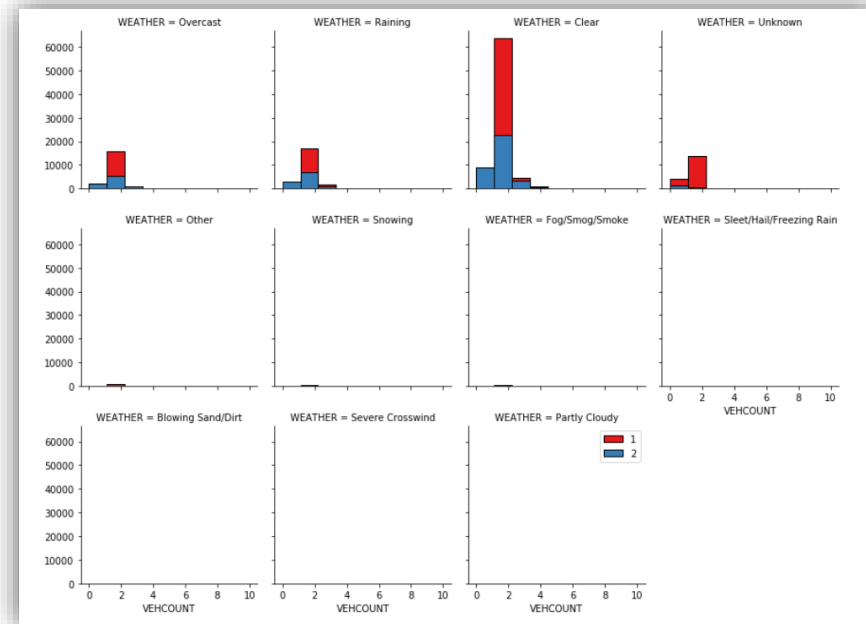 WEATHER = Overcast
WEATHER = Raining
WEATHER = Clear
WEATHER = Unknown
60000
50000
40000
30000
20000
10000
0
WEATHER = Other
WEATHER = Snowing
WEATHER = Fog/Smog/Smoke
WEATHER = Sleet/Hail/Freezing Rain
60000
50000
40000
30000
20000
10000
0
0 2 4 6 8 10
VEHCOUNT
WEATHER = Blowing Sand/Dirt
WEATHER = Severe Crosswind
WEATHER = Partly Cloudy
1
2
60000
50000
40000
30000
20000
10000
0
0 2 4 6 8 10
VEHCOUNT
0 2 4 6 8 10
VEHCOUNT
0 2 4 6 8 10
VEHCOUNT